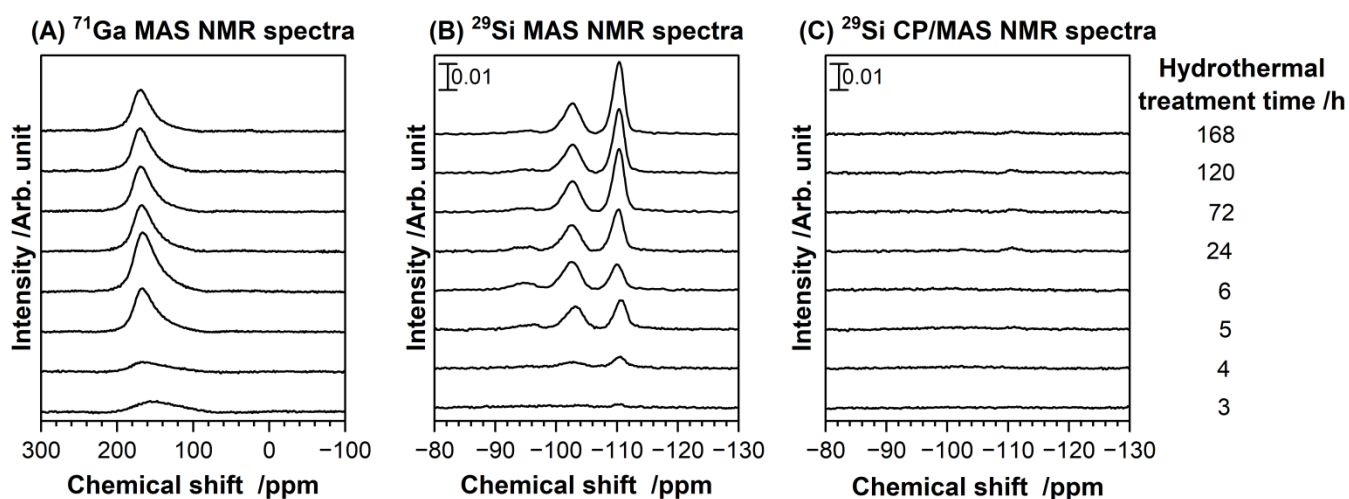 (A) ⁷¹Ga MAS NMR spectra
Intensity /Arb. unit
300 200 100 0 −100
Chemical shift /ppm
(B) ²⁹Si MAS NMR spectra
0.01
Intensity /Arb. unit
−80 −90 −100 −110 −120 −130
Chemical shift /ppm
(C) ²⁹Si CP/MAS NMR spectra
0.01
Intensity /Arb. unit
−80 −90 −100 −110 −120 −130
Chemical shift /ppm
Hydrothermal
treatment time /h
168
120
72
24
6
5
4
3